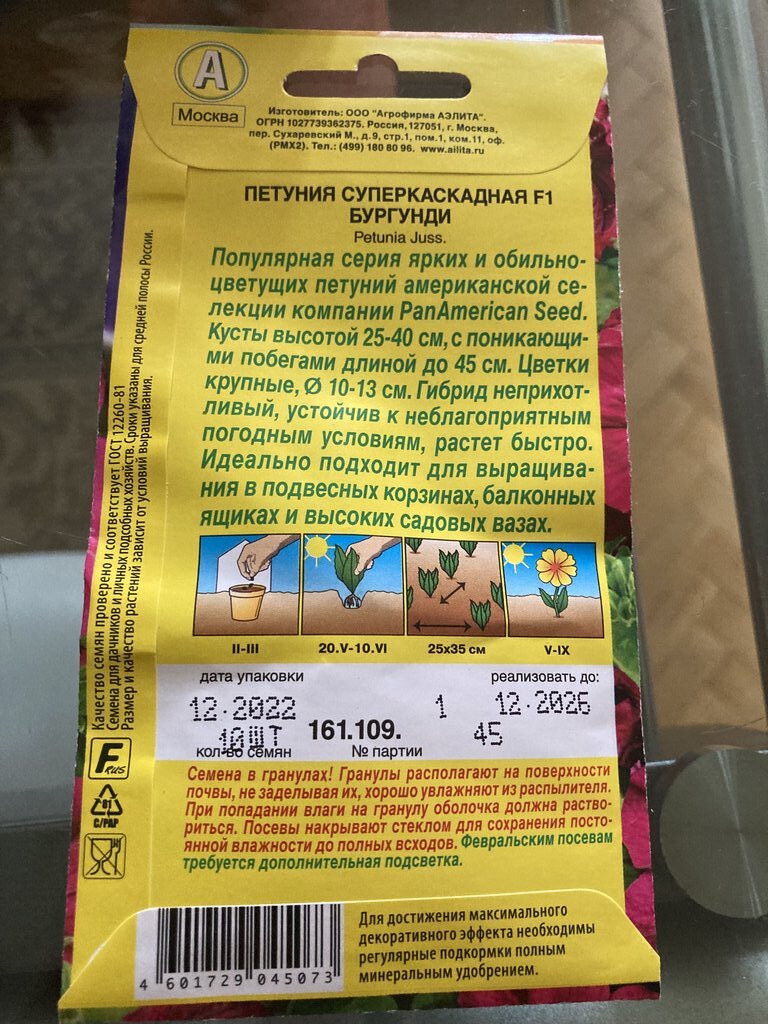 А
Москва
Изготовитель: ООО "Агрофирма АЭЛИТА".
ОГРН 1027739362375. Россия, 127051, г. Москва,
пер. Сухаревский М., д.9, стр.1, пом.1, ком.11, оф.
(РМХ2). Тел.: (499) 180 80 96. www.ailita.ru
ПЕТУНИЯ СУПЕРКАСКАДНАЯ F1
БУРГУНДИ
Petunia Juss.
Популярная серия ярких и обильно-
цветущих петуний американской се-
лекции компании PanAmerican Seed.
Кусты высотой 25-40 см, с поникающи-
ми побегами длиной до 45 см. Цветки
крупные, Ø 10-13 см. Гибрид неприхот-
ливый, устойчив к неблагоприятным
погодным условиям, растет быстро.
Идеально подходит для выращива-
ния в подвесных корзинах, балконных
ящиках и высоких садовых вазах.
II-III
20.V-10.VI
25х35 см
V-IX
дата упаковки
реализовать до:
12.2022
1
12.2026
10ШТ
161.109.
45
кол-во семян
№ партии
Семена в гранулах! Гранулы располагают на поверхности
почвы, не заделывая их, хорошо увлажняют из распылителя.
При попадании влаги на гранулу оболочка должна раство-
риться. Посевы накрывают стеклом для сохранения посто-
янной влажности до полных всходов. Февральским посевам
требуется дополнительная подсветка.
Для достижения максимального
декоративного эффекта необходимы
регулярные подкормки полным
минеральным удобрением.
4 601729 045073
Качество семян проверено и соответствует ГОСТ 12260-81
Семена для дачников и личных подсобных хозяйств. Сроки указаны для средней полосы России.
Размер и качество растений зависит от условий выращивания.
F RUS
81
C/PAP